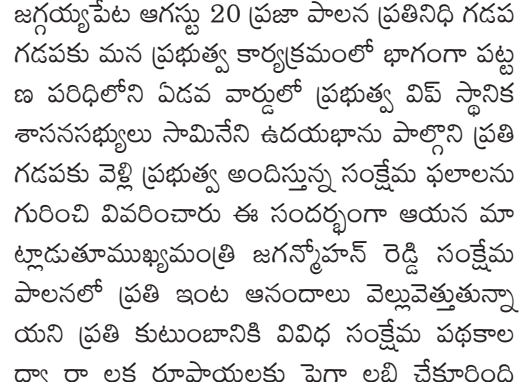 జగ్గయ్యపేట ఆగస్టు 20 ప్రజా పాలన ప్రతినిధి గడప
గడపకు మన ప్రభుత్వ కార్యక్రమంలో భాగంగా పట్ట
ణ పరిధిలోని ఏడవ వార్డులో ప్రభుత్వ విప్ స్థానిక
శాసనసభ్యులు సామినేని ఉదయభాను పాల్గొని ప్రతి
గడపకు వెళ్లి ప్రభుత్వ అందిస్తున్న సంక్షేమ ఫలాలను
గురించి వివరించారు ఈ సందర్భంగా ఆయన మా
ట్లాడుతూముఖ్యమంత్రి జగన్మోహన్ రెడ్డి సంక్షేమ
పాలనలో ప్రతి ఇంట ఆనందాలు వెల్లువెత్తుతున్నా
యని ప్రతి కుటుంబానికి వివిధ సంక్షేమ పథకాల
ద్వా రా లక్ష రూపాయలకు పైగా లబ్ది చేకూరింది